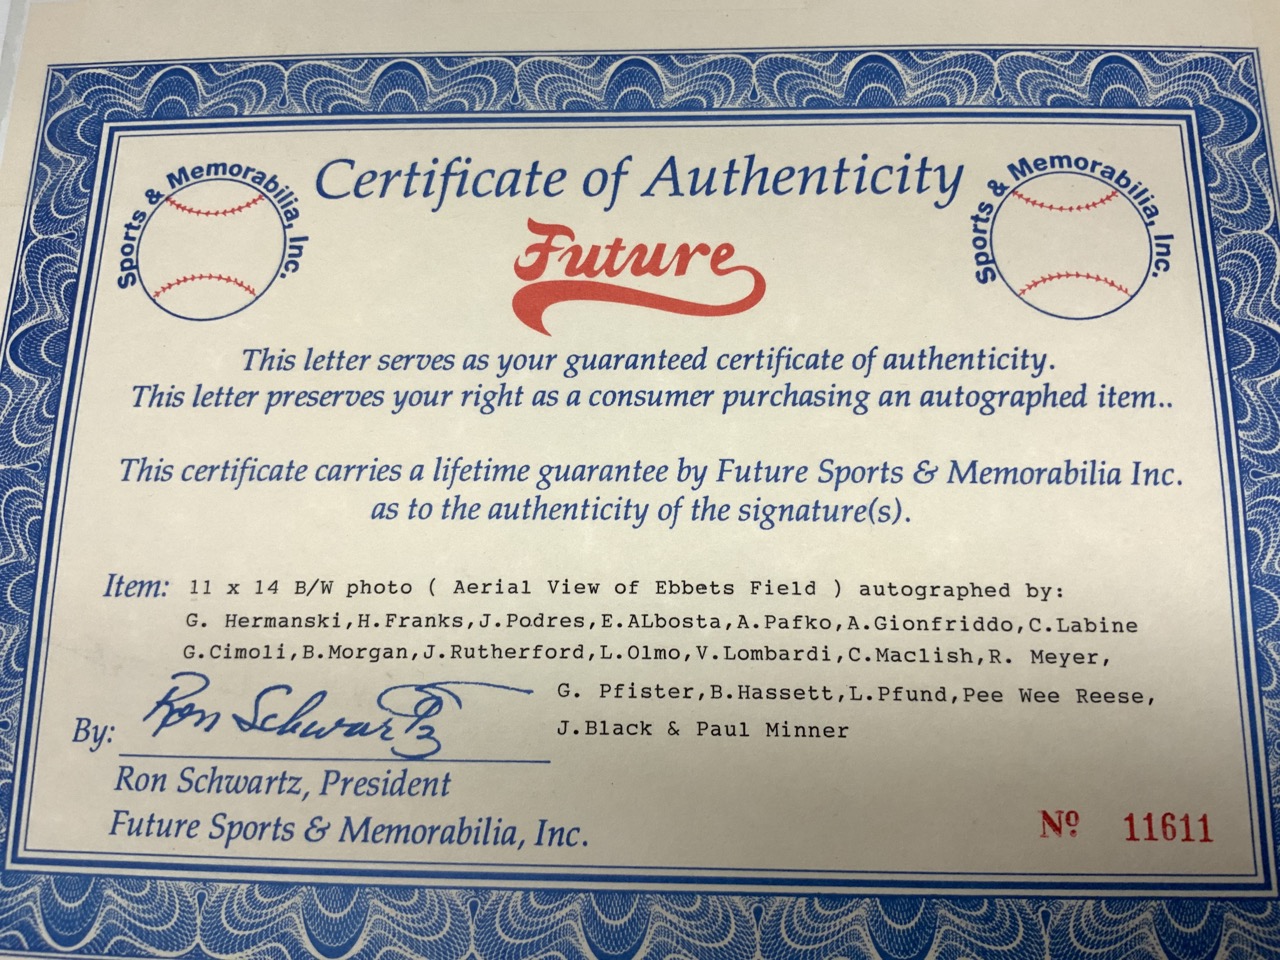 Certificate of Authenticity
Sports & Memorabilia, Inc.
Sports & Memorabilia, Inc.
Future
This letter serves as your guaranteed certificate of authenticity.
This letter preserves your right as a consumer purchasing an autographed item..
This certificate carries a lifetime guarantee by Future Sports & Memorabilia Inc.
as to the authenticity of the signature(s).
Item: 11 x 14 B/W photo ( Aerial View of Ebbets Field ) autographed by:
G. Hermanski,H.Franks,J.Podres,E.ALbosta,A.Pafko,A.Gionfriddo,C.Labine
G.Cimoli,B.Morgan,J.Rutherford,L.Olmo,V.Lombardi,C.Maclish,R. Meyer,
G. Pfister,B.Hassett,L.Pfund,Pee Wee Reese,
J.Black & Paul Minner
By: Ron Schwartz
Ron Schwartz, President
Future Sports & Memorabilia, Inc.
Nº 11611